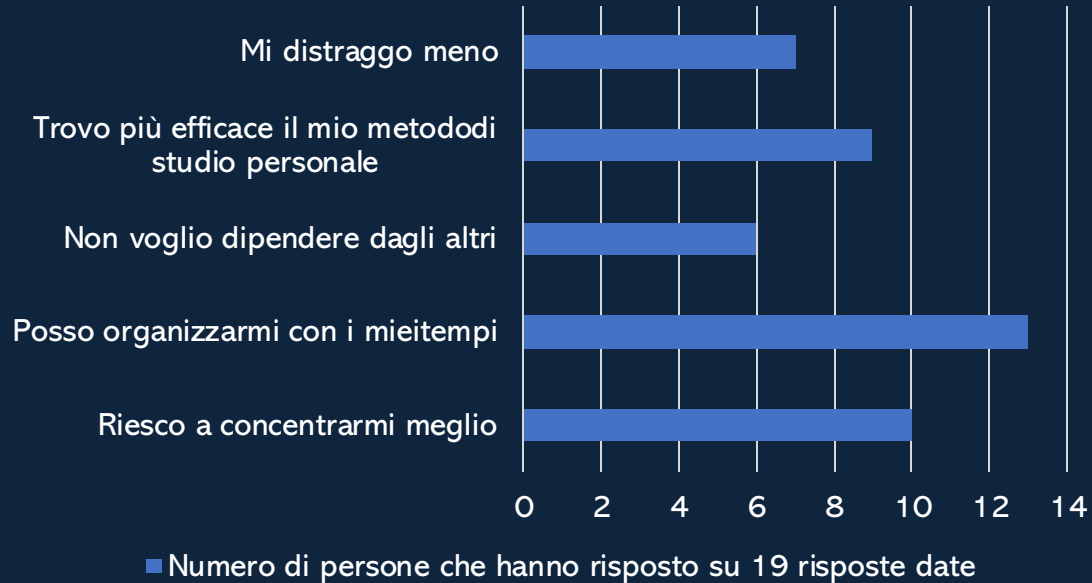 Mi distraggo meno
Trovo più efficace il mio metododi
studio personale
Non voglio dipendere dagli altri
Posso organizzarmi con i mieitempi
Riesco a concentrarmi meglio
0 2 4 6 8 10 12 14
Numero di persone che hanno risposto su 19 risposte date